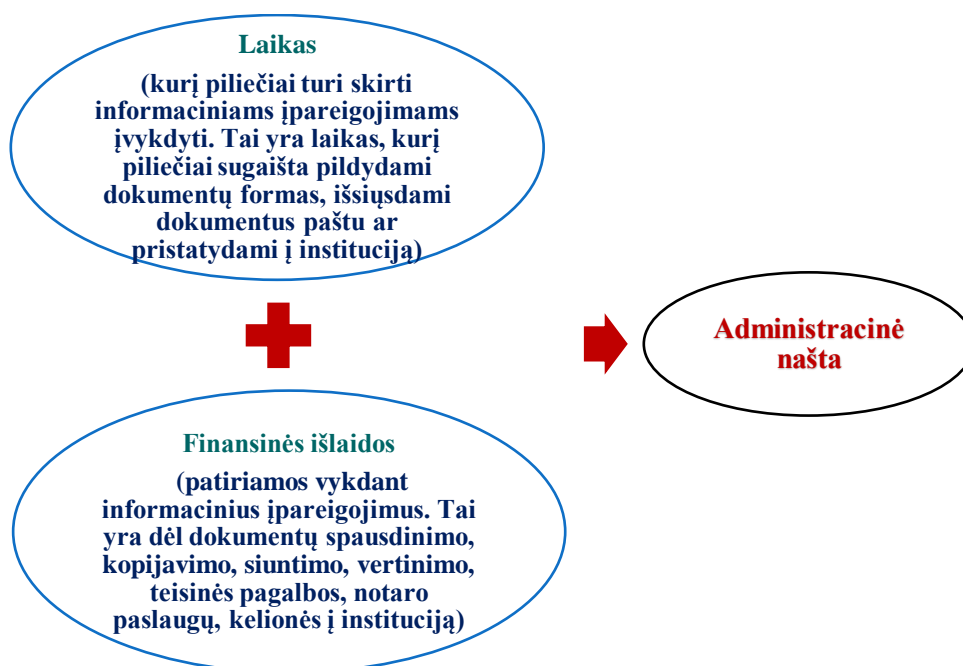 Laikas
(kurį piliečiai turi skirti
informaciniams įpareigojimams
įvykdyti. Tai yra laikas, kurį
piliečiai sugaišta pildydami
dokumentų formas, išsiųsdami
dokumentus paštu ar
pristatydami į instituciją)
Administracinė
našta
Finansinės išlaidos
(patiriamos vykdant
informacinius įpareigojimus. Tai
yra dėl dokumentų spausdinimo,
kopijavimo, siuntimo, vertinimo,
teisinės pagalbos, notaro
paslaugų, kelionės į instituciją)